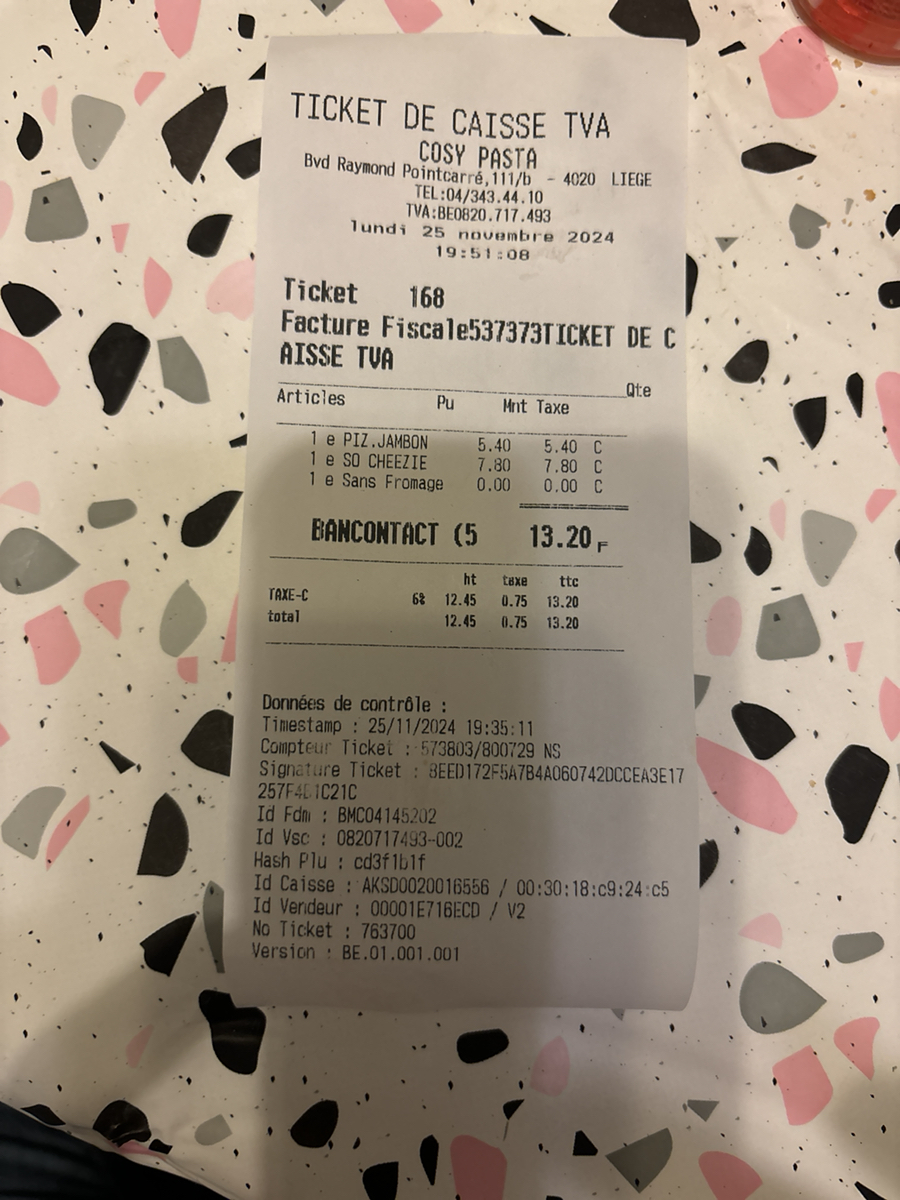 TICKET DE CAISSE TVA
COSY PASTA
Bvd Raymond Pointcarré,111/b - 4020 LIEGE
TEL:04/343.44.10
TVA:BE0820.717.493
lundi 25 novembre 2024
19:51:08
Ticket 168
Facture Fiscale537373TICKET DE C
AISSE TVA
Qte
Articles Pu Mnt Taxe
1 e PIZ.JAMBON 5.40 5.40 C
1 e SO CHEEZIE 7.80 7.80 C
1 e Sans Fromage 0.00 0.00 C
BANCONTACT (5 13.20 F
ht taxe ttc
TAXE-C 6% 12.45 0.75 13.20
total 12.45 0.75 13.20
Données de contrôle :
Timestamp : 25/11/2024 19:35:11
Compteur Ticket : 573803/800729 NS
Signature Ticket :
Id Fdm : BMC04145202
Id Vsc : 0820717493-002
Hash Plu : cd3f1b1f
Id Caisse : AKSD0020016556 / 00:30:18:c9:24:c5
Id Vendeur : 00001E716ECD / V2
No Ticket : 763700
Version : BE.01.001.001